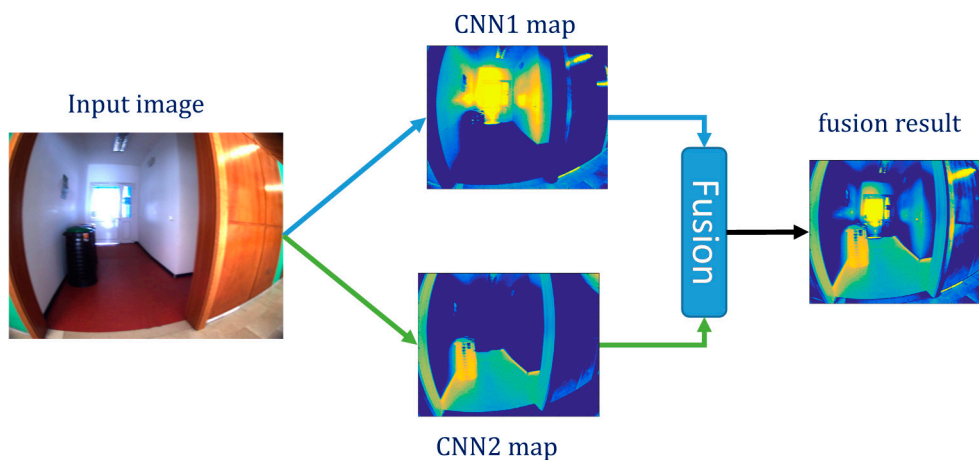 CNN1 map
Input image
fusion result
Fusion
CNN2 map